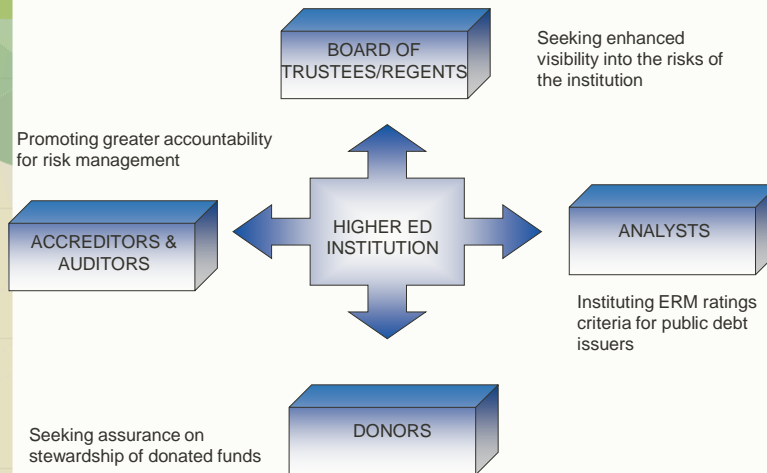 BOARD OF
TRUSTEES/REGENTS
Seeking enhanced
visibility into the risks of
the institution
Promoting greater accountability
for risk management
ACCREDITORS &
AUDITORS
HIGHER ED
INSTITUTION
ANALYSTS
Instituting ERM ratings
criteria for public debt
issuers
DONORS
Seeking assurance on
stewardship of donated funds